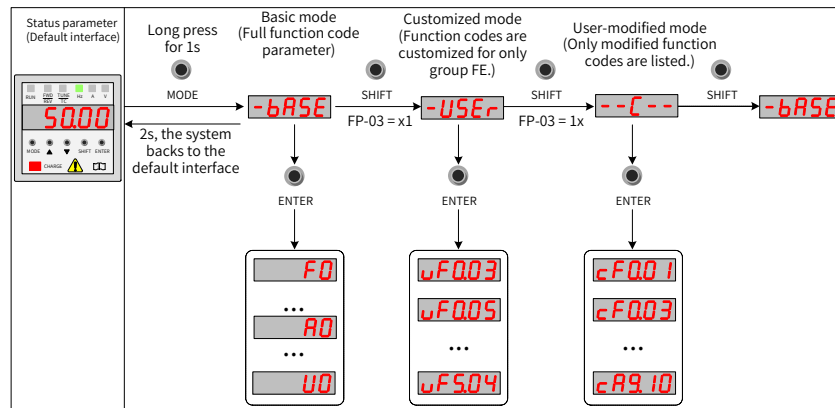 Status parameter
(Default interface)
Long press
for 1s
Basic mode
(Full function code
parameter)
Customized mode
(Function codes are
customized for only
group FE.)
User-modified mode
(Only modified function
codes are listed.)
RUN FWD/REV TUNE/TC Hz A V
50.00
MODE SHIFT ENTER
CHARGE
MODE
SHIFT
SHIFT
SHIFT
-bASE
-USEr
--C--
-bASE
FP-03 = x1
FP-03 = 1x
2s, the system
backs to the
default interface
ENTER
ENTER
ENTER
F0
...
A0
...
U0
uF0.03
uF0.05
...
uF5.04
cF0.01
cF0.03
...
cA9.10